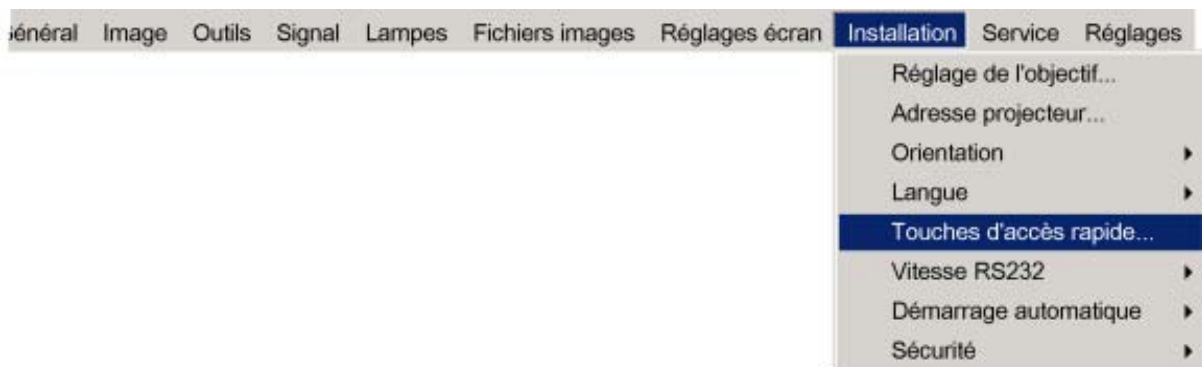 énéral Image Outils Signal Lampes Fichiers images Réglages écran Installation Service Réglages
Réglage de l'objectif...
Adresse projecteur...
Orientation
Langue
Touches d'accès rapide...
Vitesse RS232
Démarrage automatique
Sécurité